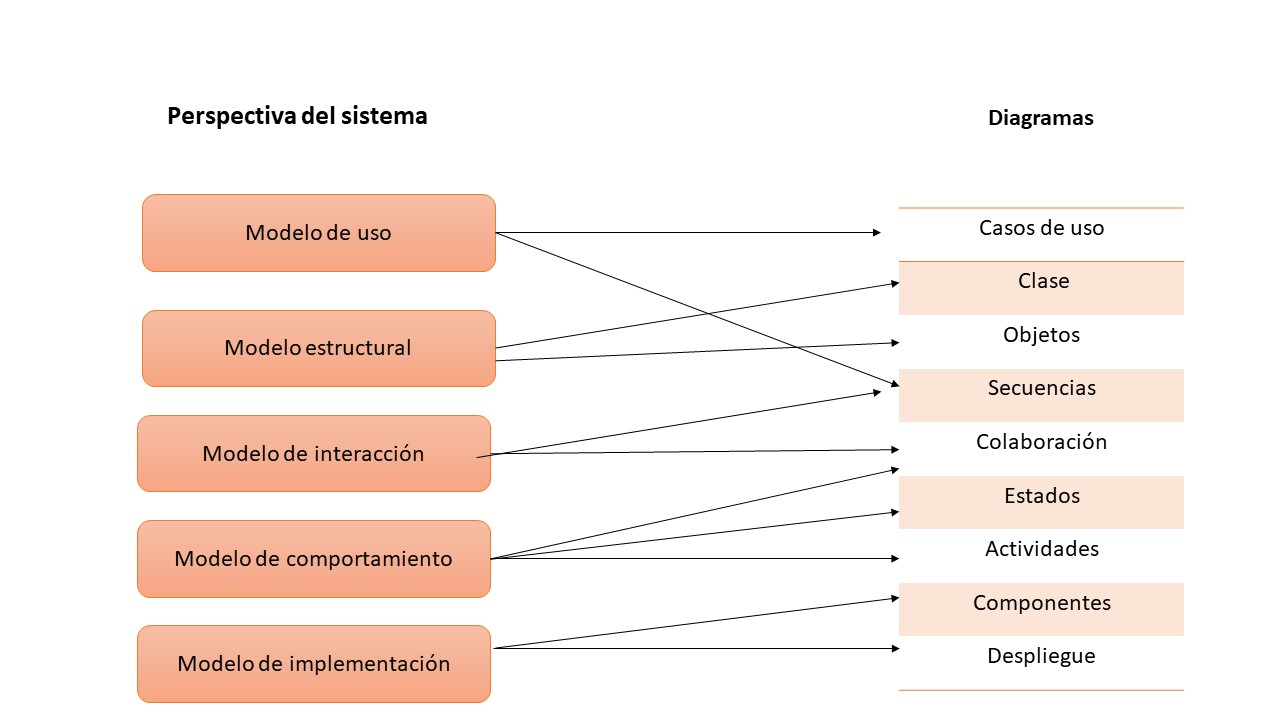 Perspectiva del sistema
Diagramas
Modelo de uso
Modelo estructural
Modelo de interacción
Modelo de comportamiento
Modelo de implementación
Casos de uso
Clase
Objetos
Secuencias
Colaboración
Estados
Actividades
Componentes
Despliegue